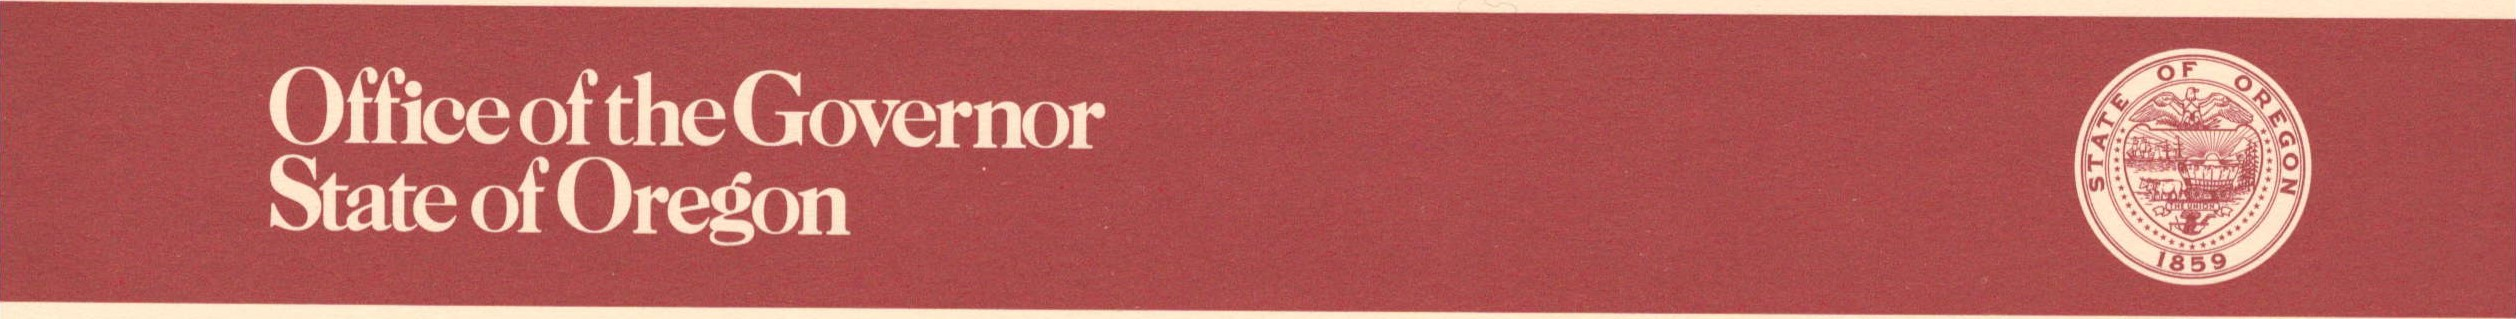 Office of the Governor
State of Oregon
STATE OF OREGON
THE UNION
1859